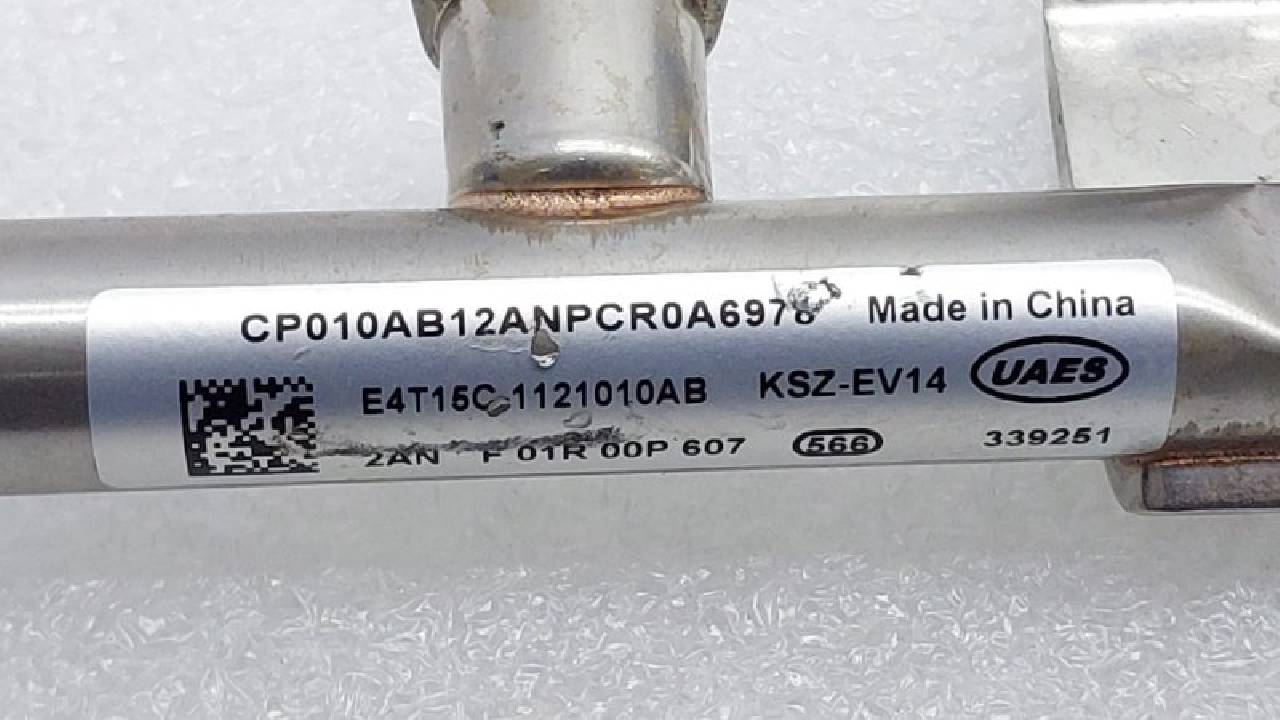 CP010AB12ANPCR0A6978 Made in China
E4T15C-1121010AB KSZ-EV14 UAES
2AN F 01R 00P 607 566 339251